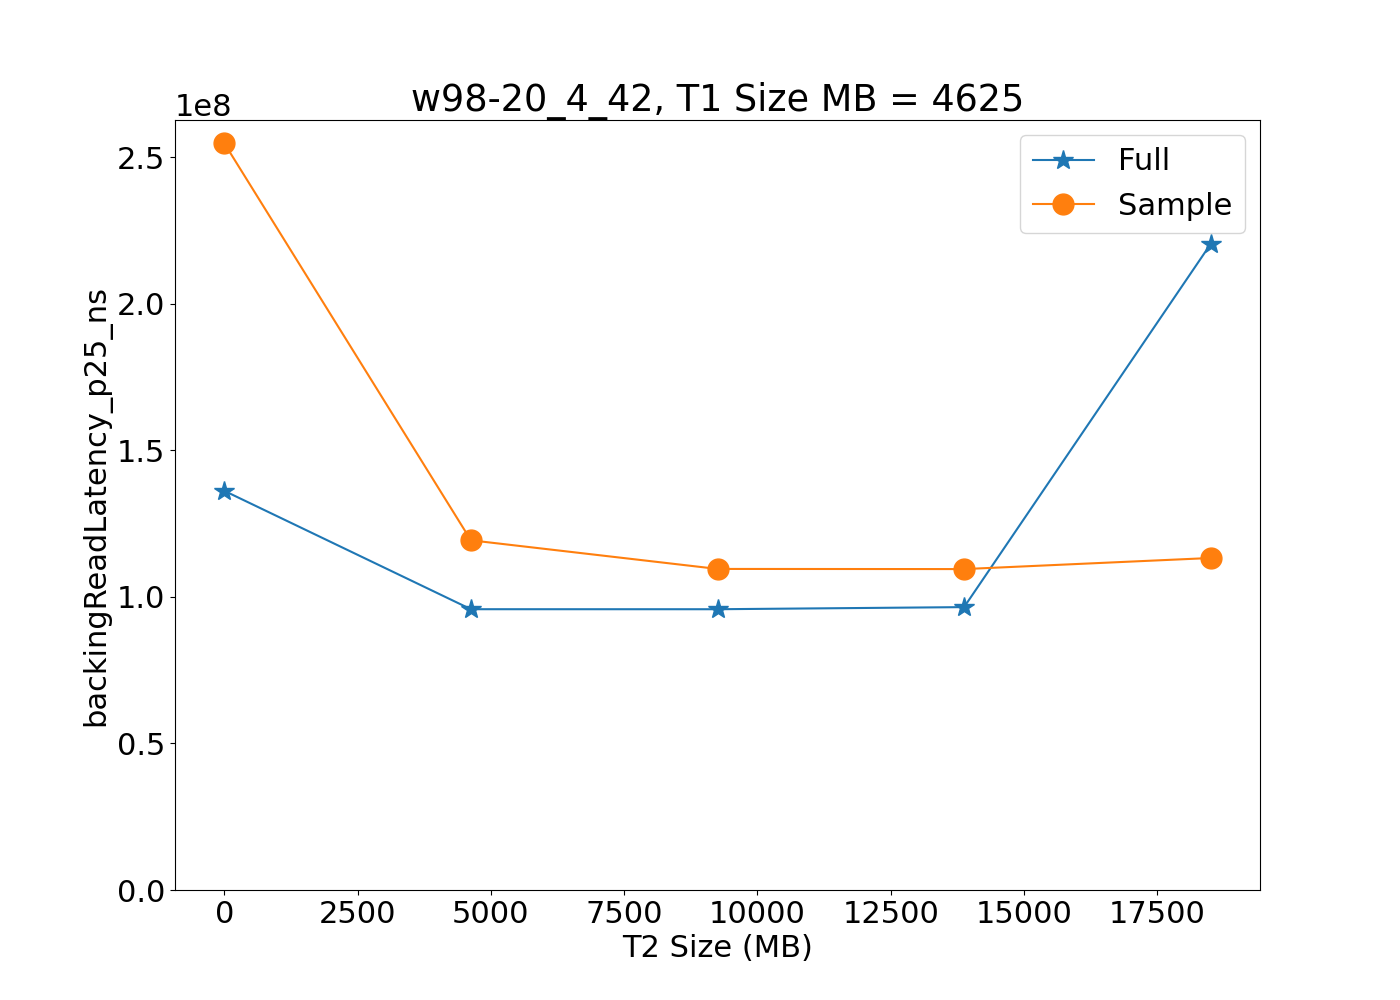 w98-20_4_42, T1 Size MB = 4625
1e8
2.5
2.0
1.5
1.0
0.5
0.0
backingReadLatency_p25_ns
Full
Sample
0 2500 5000 7500 10000 12500 15000 17500
T2 Size (MB)